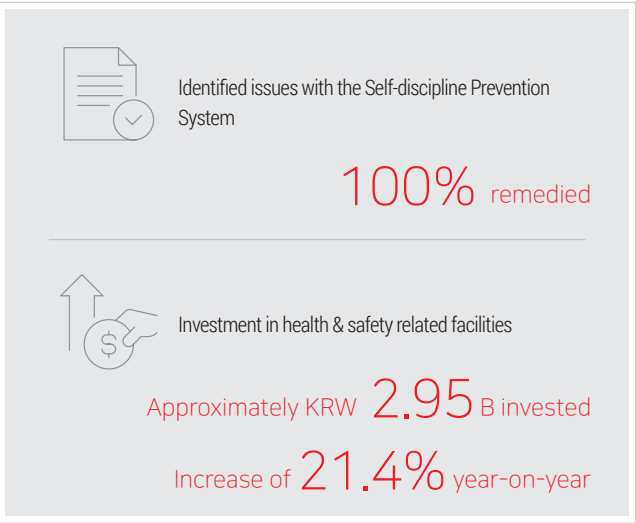 Identified issues with the Self-discipline Prevention
System
100% remedied
$
Investment in health & safety related facilities
Approximately KRW 2.95 B invested
Increase of 21.4% year-on-year